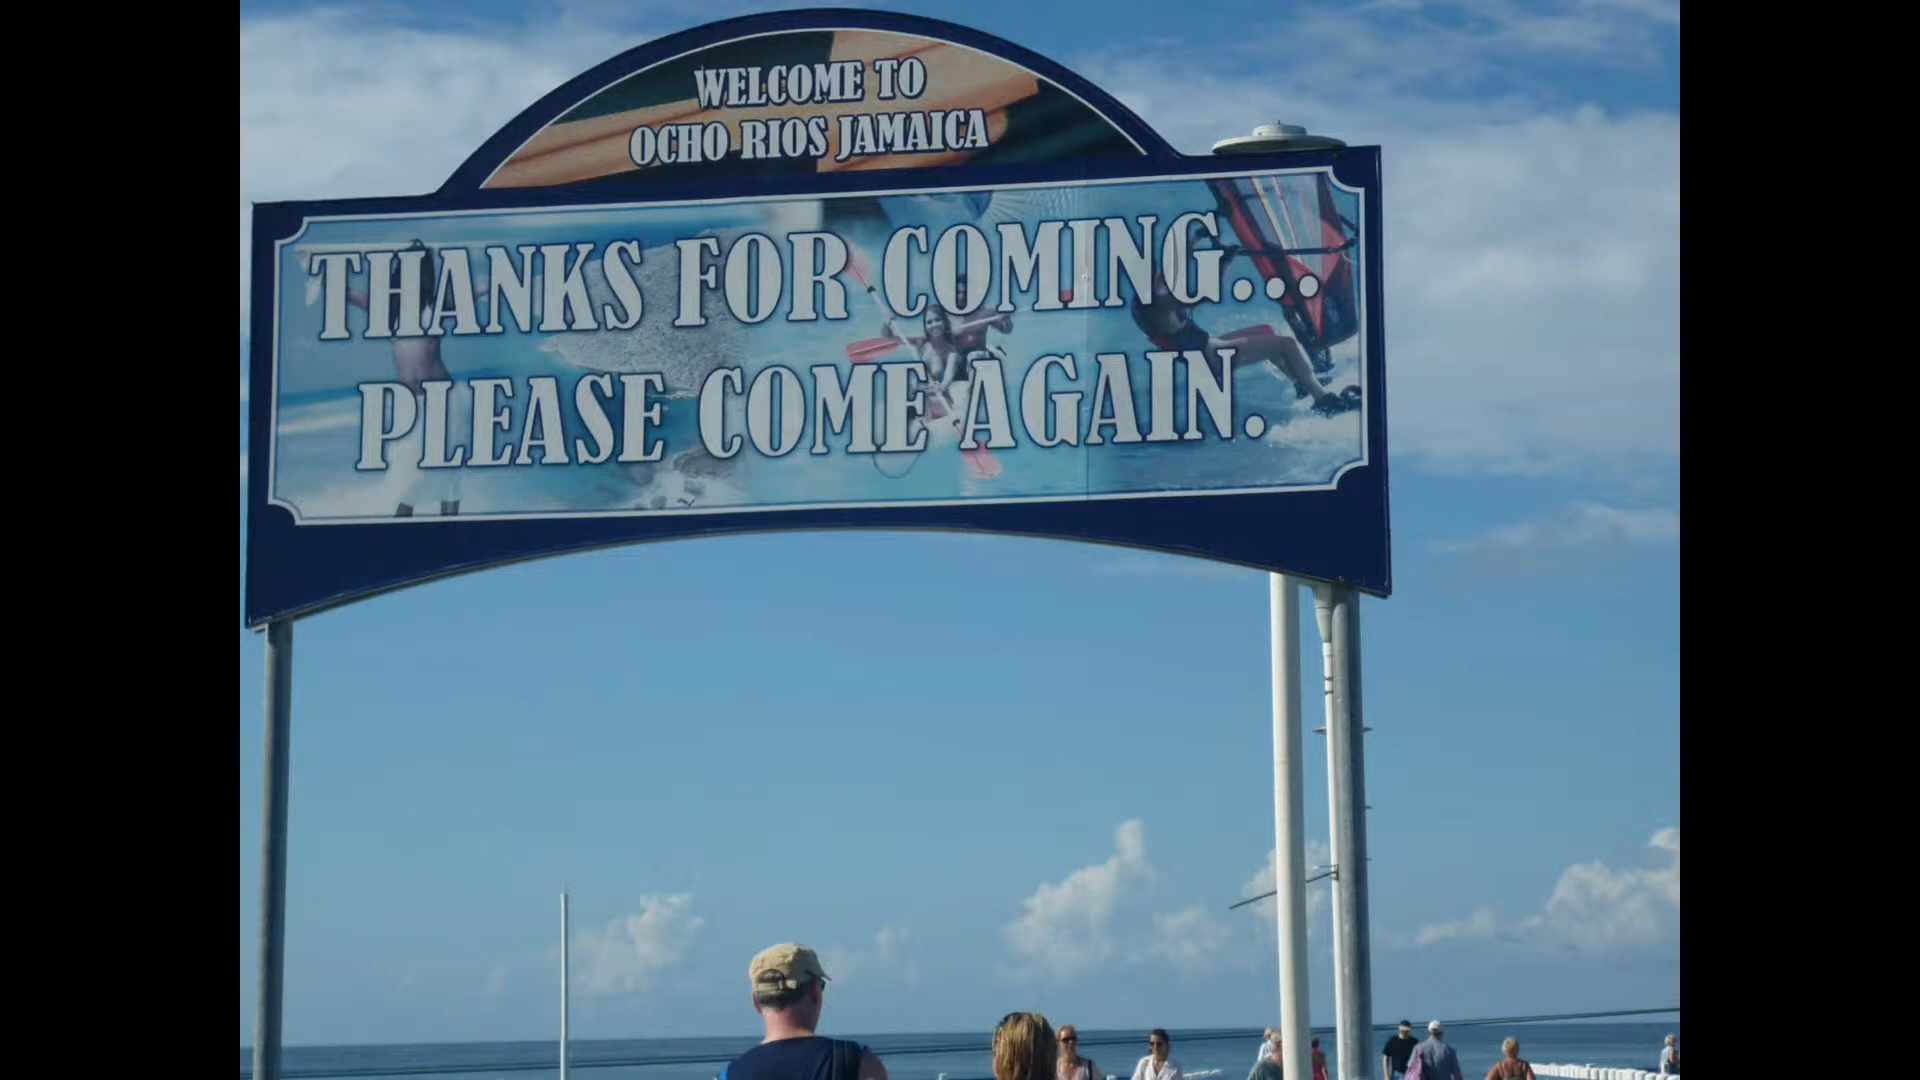 WELCOME TO
OCHO RIOS JAMAICA
THANKS FOR COMING...
PLEASE COME AGAIN.